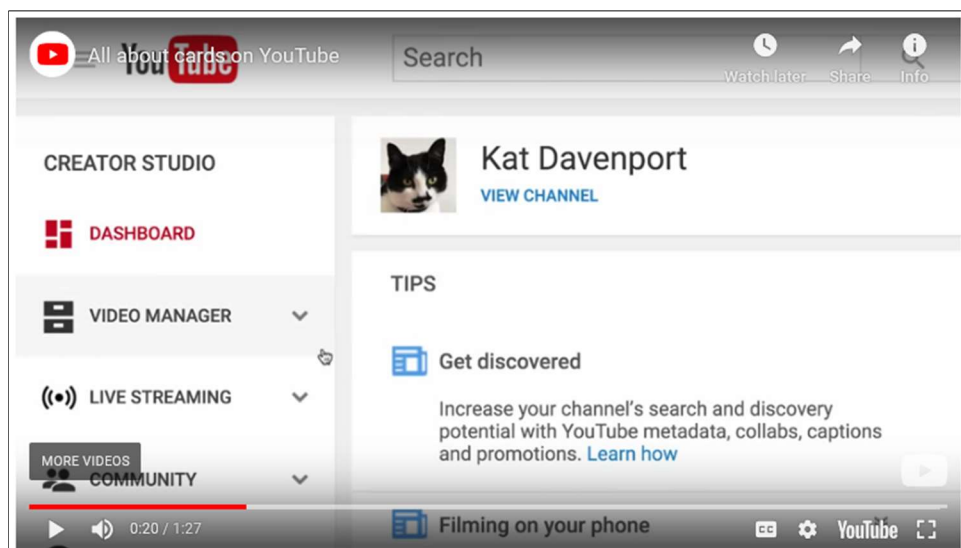 All about cards on YouTube
YouTube
Search
Watch later
Share
Info
CREATOR STUDIO
Kat Davenport
VIEW CHANNEL
DASHBOARD
TIPS
VIDEO MANAGER
Get discovered
LIVE STREAMING
Increase your channel's search and discovery
potential with YouTube metadata, collabs, captions
and promotions. Learn how
MORE VIDEOS
COMMUNITY
Filming on your phone
0:20 / 1:27
CC
YouTube